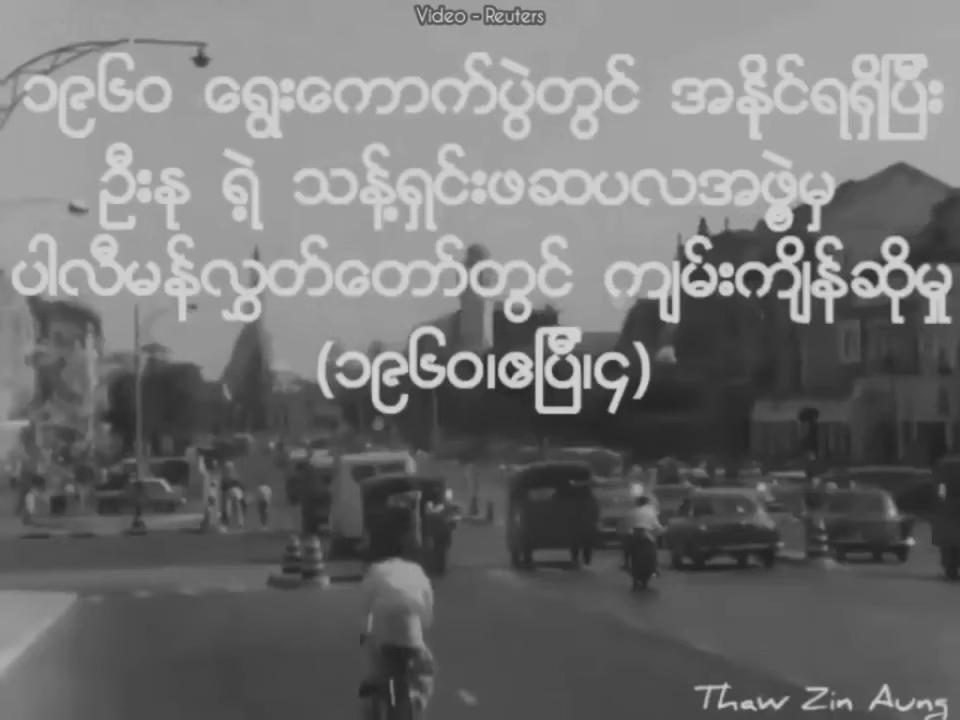 Video - Reuters
၁၉၆၀ ရွေးကောက်ပွဲတွင် အနိုင်ရရှိပြီး
ဦးနု ရဲ့ သန့်ရှင်းဖဆပလအဖွဲ့မှ
ပါလီမန်လွှတ်တော်တွင် ကျမ်းကျိန်ဆိုမှု
(၁၉၆၀၊ဧပြီ၊၄)
Thaw Zin Aung